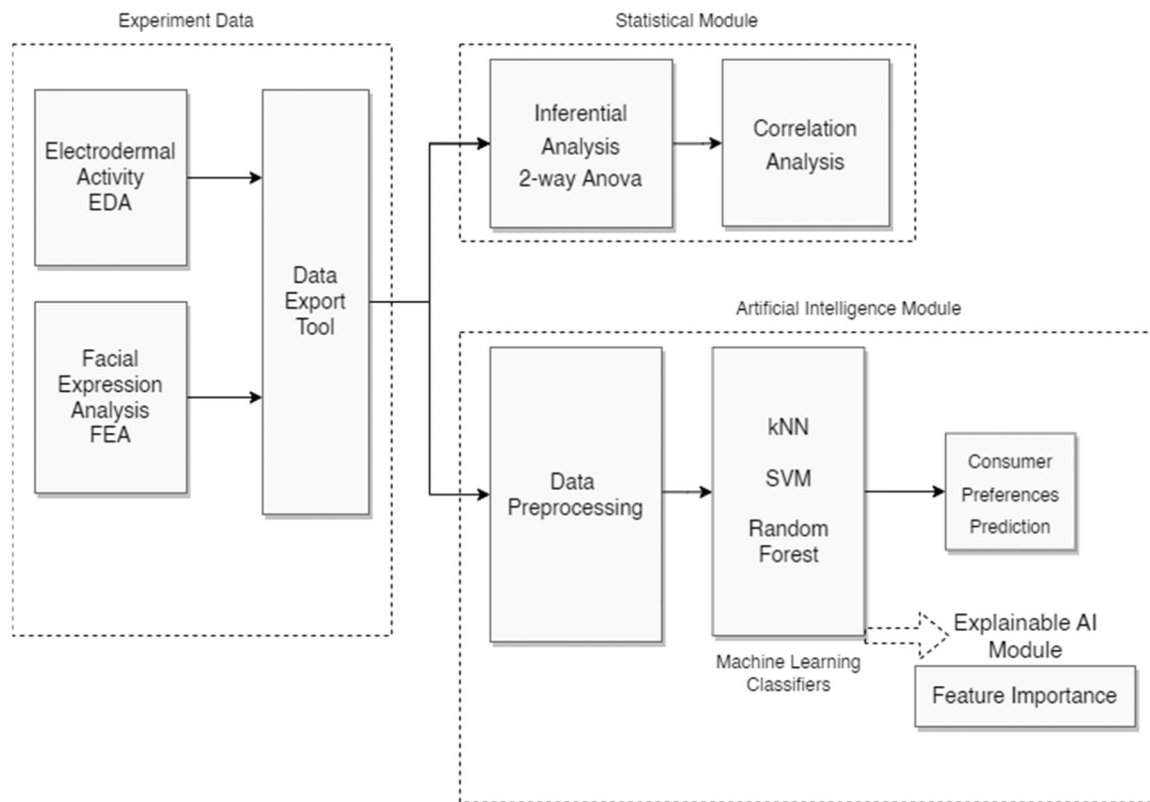 Experiment Data
Statistical Module
Electrodermal
Activity
EDA
Facial
Expression
Analysis
FEA
Data
Export
Tool
Inferential
Analysis
2-way Anova
Correlation
Analysis
Artificial Intelligence Module
Data
Preprocessing
kNN
SVM
Random
Forest
Machine Learning
Classifiers
Consumer
Preferences
Prediction
Explainable AI
Module
Feature Importance